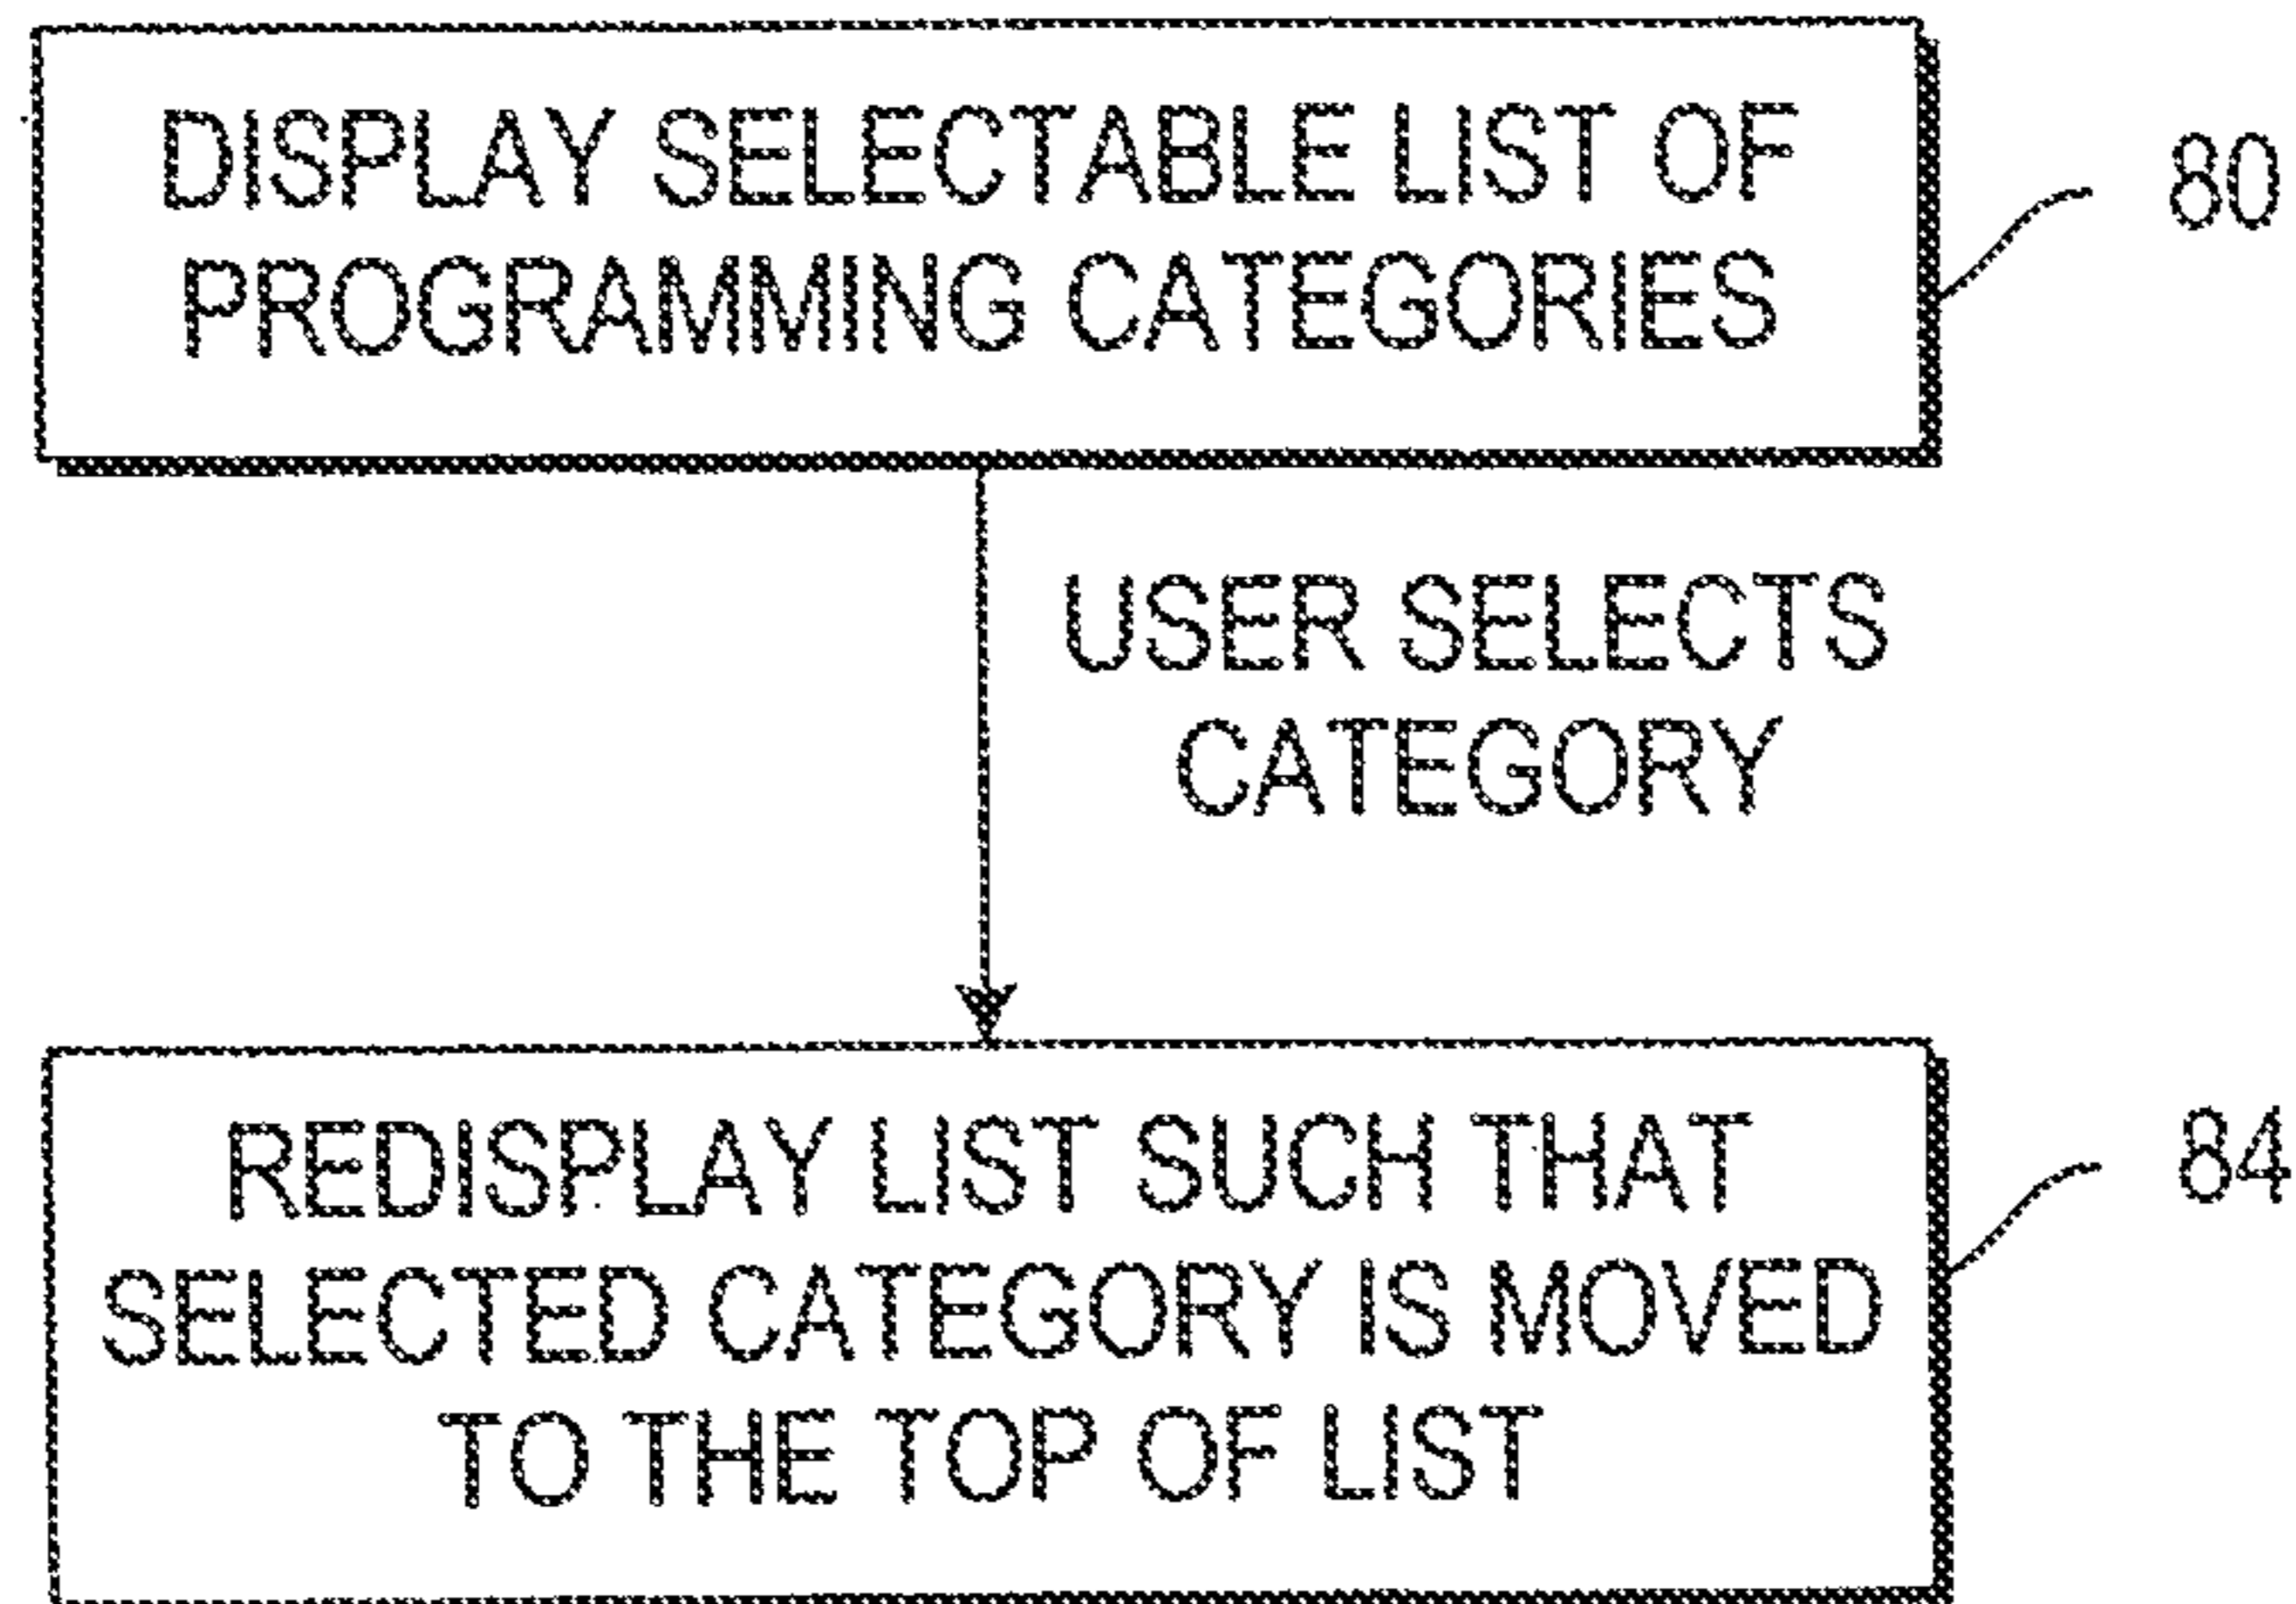 DISPLAY SELECTABLE LIST OF
PROGRAMMING CATEGORIES
80
USER SELECTS
CATEGORY
REDISPLAY LIST SUCH THAT
SELECTED CATEGORY IS MOVED
TO THE TOP OF LIST
84